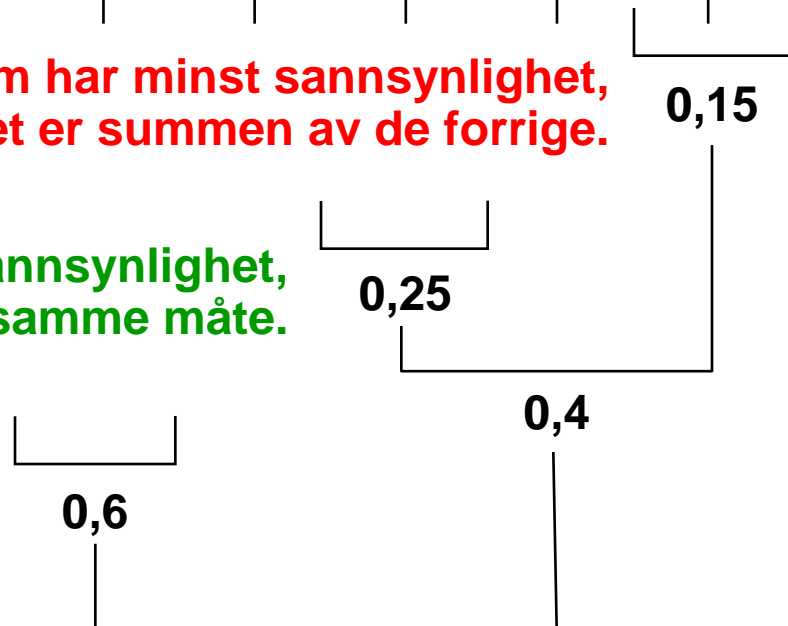 m har minst sannsynlighet,
et er summen av de forrige.
0,15
annsynlighet,
samme måte.
0,25
0,4
0,6